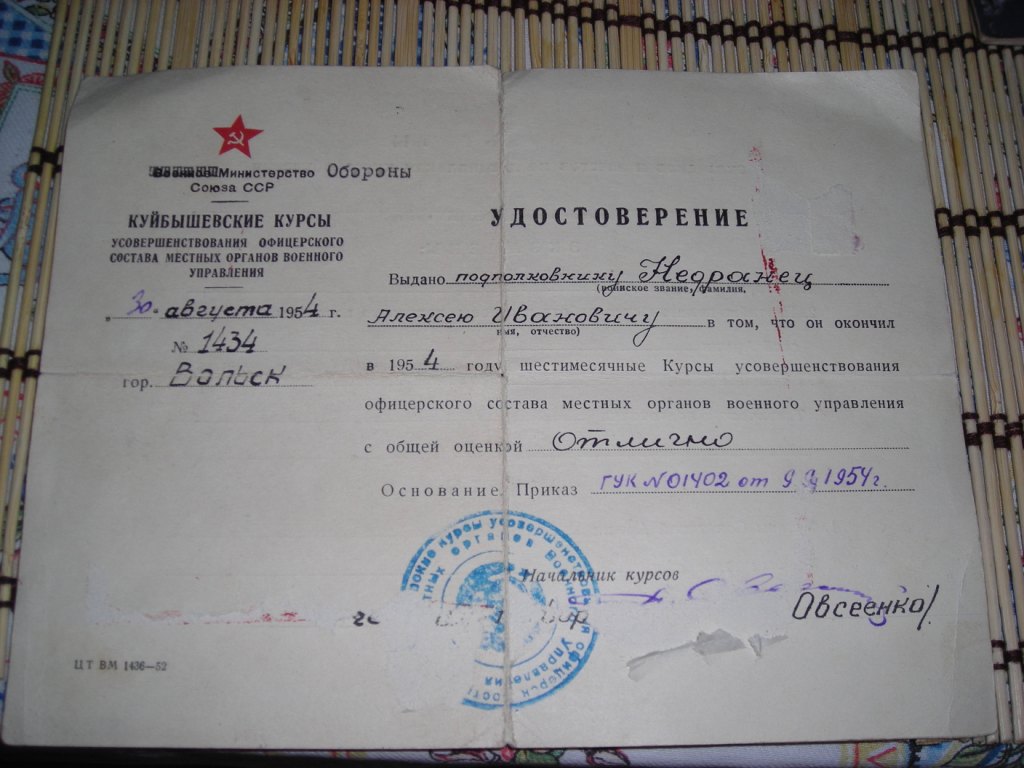 Военное Министерство Обороны
Союза ССР
КУЙБЫШЕВСКИЕ КУРСЫ
УСОВЕРШЕНСТВОВАНИЯ ОФИЦЕРСКОГО
СОСТАВА МЕСТНЫХ ОРГАНОВ ВОЕННОГО
УПРАВЛЕНИЯ
„30" августа 1954 г.
№ 1434
гор. Вольск
УДОСТОВЕРЕНИЕ
Выдано подполковнику Недранец
(воинское звание, фамилия,
Алексею Ивановичу в том, что он окончил
имя, отчество)
в 1954 году шестимесячные Курсы усовершенствования
офицерского состава местных органов военного управления
с общей оценкой Отлично
Основание: Приказ ГУК №01402 от 9 1954г.
Начальник курсов
Овсеенко/.
ЦТ ВМ 1436—52